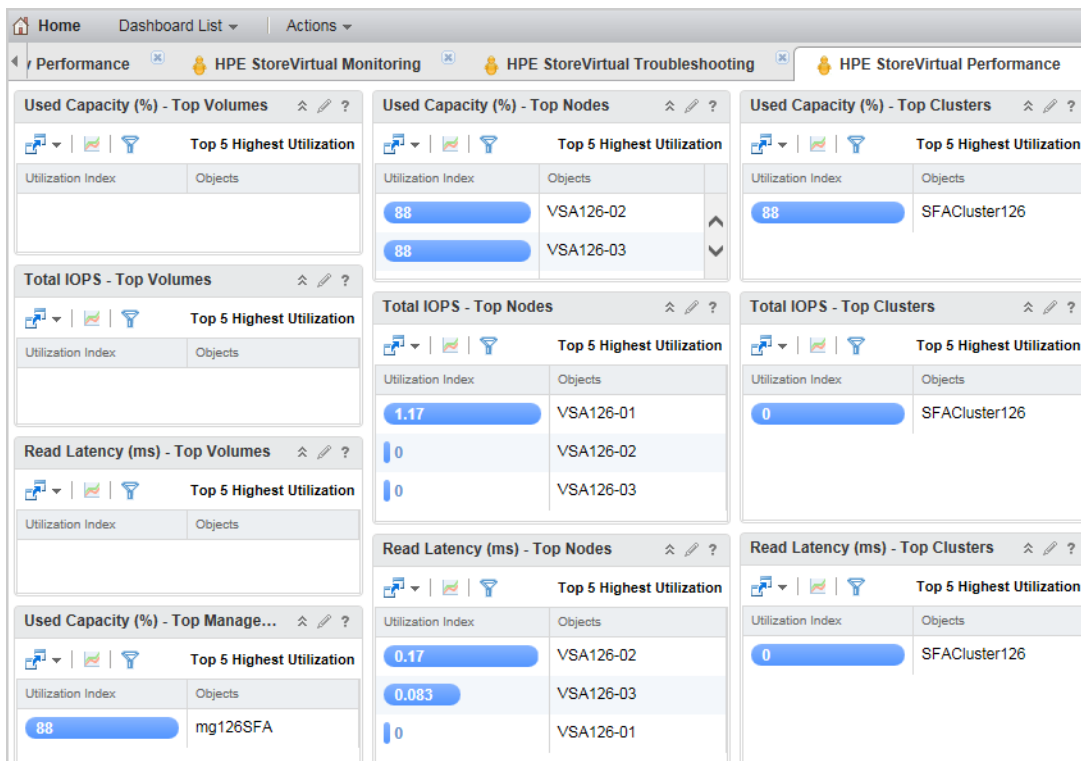 Home Dashboard List Actions
y Performance HPE StoreVirtual Monitoring HPE StoreVirtual Troubleshooting HPE StoreVirtual Performance
Used Capacity (%) - Top Volumes ?
Top 5 Highest Utilization
Utilization Index Objects
Total IOPS - Top Volumes ?
Top 5 Highest Utilization
Utilization Index Objects
Read Latency (ms) - Top Volumes ?
Top 5 Highest Utilization
Utilization Index Objects
Used Capacity (%) - Top Manage... ?
Top 5 Highest Utilization
Utilization Index Objects
88 mg126SFA
Used Capacity (%) - Top Nodes ?
Top 5 Highest Utilization
Utilization Index Objects
88 VSA126-02
88 VSA126-03
Total IOPS - Top Nodes ?
Top 5 Highest Utilization
Utilization Index Objects
1.17 VSA126-01
0 VSA126-02
0 VSA126-03
Read Latency (ms) - Top Nodes ?
Top 5 Highest Utilization
Utilization Index Objects
0.17 VSA126-02
0.083 VSA126-03
0 VSA126-01
Used Capacity (%) - Top Clusters ?
Top 5 Highest Utilization
Utilization Index Objects
88 SFACluster126
Total IOPS - Top Clusters ?
Top 5 Highest Utilization
Utilization Index Objects
0 SFACluster126
Read Latency (ms) - Top Clusters ?
Top 5 Highest Utilization
Utilization Index Objects
0 SFACluster126